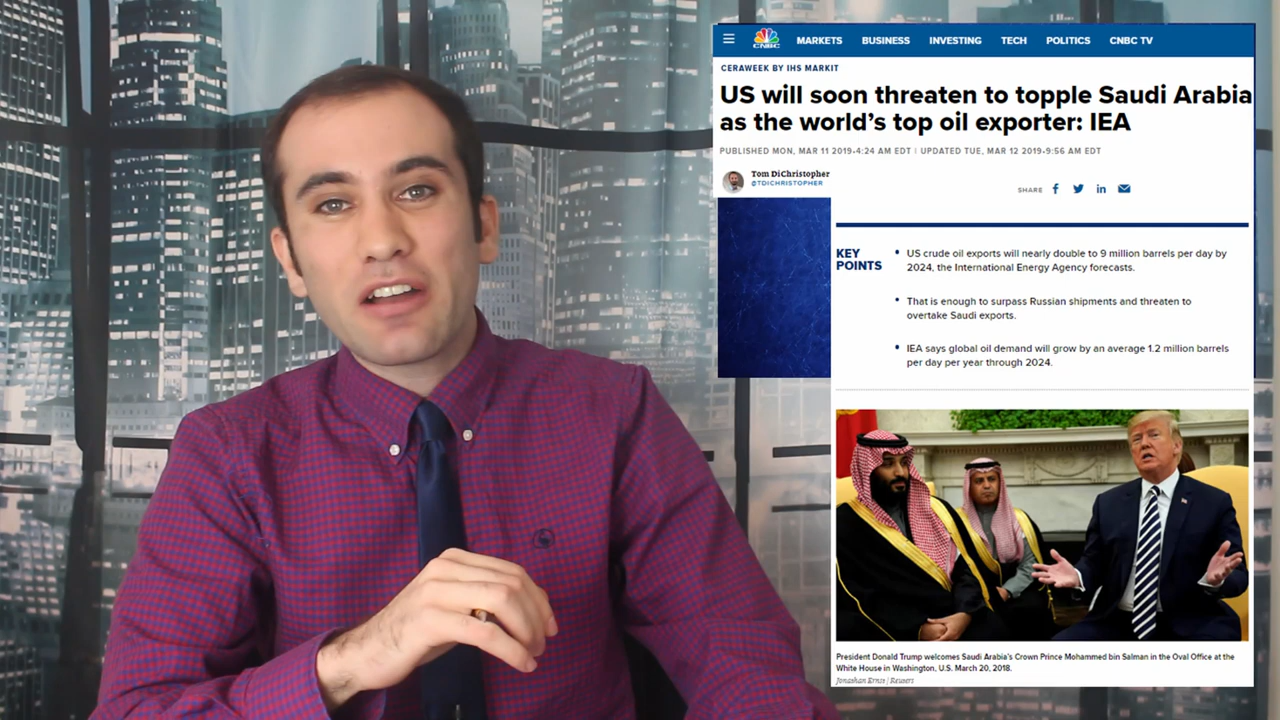 CNBC
MARKETS BUSINESS INVESTING TECH POLITICS CNBC TV
CERAWEEK BY IHS MARKIT
US will soon threaten to topple Saudi Arabia
as the world's top oil exporter: IEA
PUBLISHED MON, MAR 11 2019•4:24 AM EDT | UPDATED TUE, MAR 12 2019•9:56 AM EDT
Tom DiChristopher
@TDICHRISTOPHER
SHARE
KEY
POINTS
• US crude oil exports will nearly double to 9 million barrels per day by
2024, the International Energy Agency forecasts.
• That is enough to surpass Russian shipments and threaten to
overtake Saudi exports.
• IEA says global oil demand will grow by an average 1.2 million barrels
per day per year through 2024.
President Donald Trump welcomes Saudi Arabia's Crown Prince Mohammed bin Salman in the Oval Office at the
White House in Washington, U.S. March 20, 2018.
Jonathan Ernst | Reuters